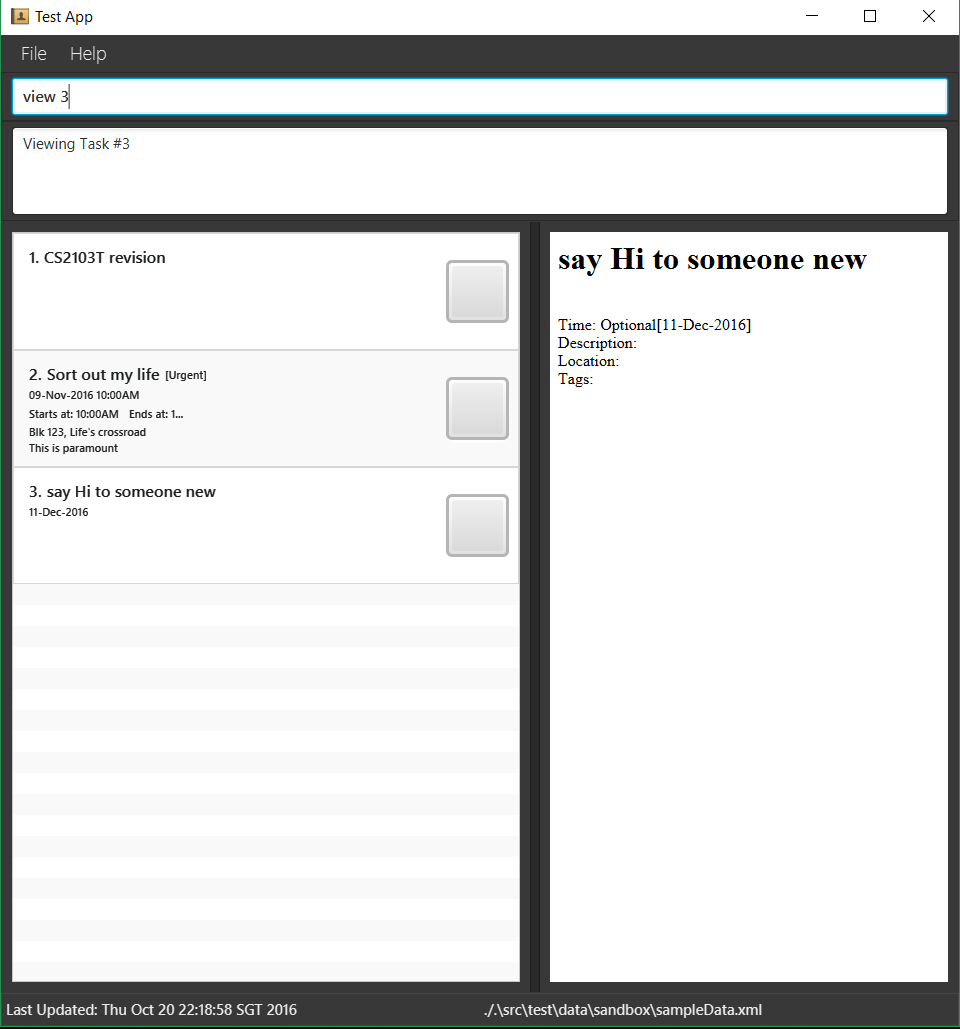 Test App
File Help
view 3
Viewing Task #3
1. CS2103T revision
2. Sort out my life [Urgent]
09-Nov-2016 10:00AM
Starts at: 10:00AM Ends at: 1...
Blk 123, Life's crossroad
This is paramount
3. say Hi to someone new
11-Dec-2016
say Hi to someone new
Time: Optional[11-Dec-2016]
Description:
Location:
Tags:
Last Updated: Thu Oct 20 22:18:58 SGT 2016
./.\src\test\data\sandbox\sampleData.xml